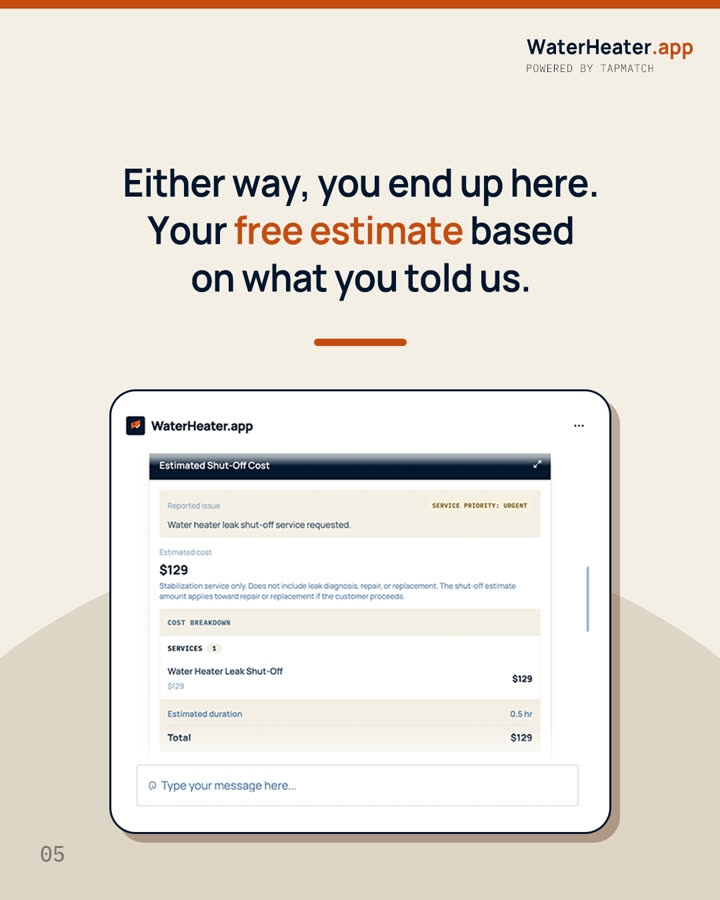 WaterHeater.app
POWERED BY TAPMATCH
Either way, you end up here.
Your free estimate based
on what you told us.
WaterHeater.app
...
Estimated Shut-Off Cost
Reported issue
SERVICE PRIORITY: URGENT
Water heater leak shut-off service requested.
Estimated cost
$129
Stabilization service only. Does not include leak diagnosis, repair, or replacement. The shut-off estimate
amount applies toward repair or replacement if the customer proceeds.
COST BREAKDOWN
SERVICES 1
Water Heater Leak Shut-Off
$129
$129
Estimated duration 0.5 hr
Total $129
Type your message here...
05